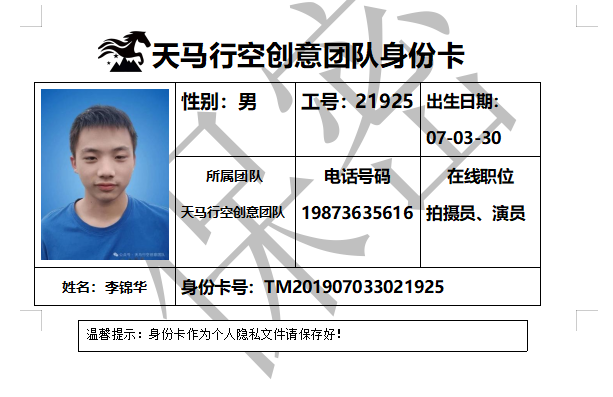 天马行空创意团队身份卡
性别：男
工号：21925
出生日期：
07-03-30
所属团队
天马行空创意团队
电话号码
19873635616
在线职位
拍摄员、演员
姓名：李锦华
身份卡号：TM201907033021925
温馨提示：身份卡作为个人隐私文件请保存好！
保密